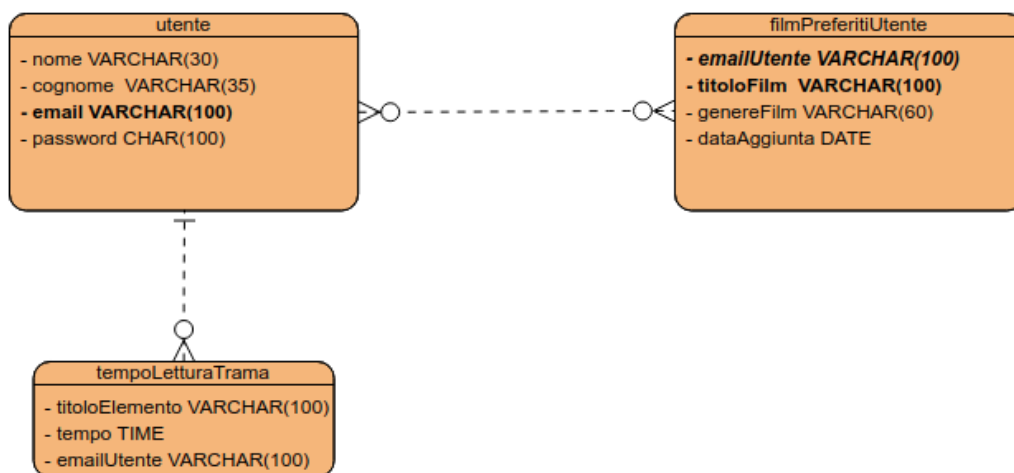 utente
- nome VARCHAR(30)
- cognome VARCHAR(35)
- email VARCHAR(100)
- password CHAR(100)
filmPreferitiUtente
- emailUtente VARCHAR(100)
- titoloFilm VARCHAR(100)
- genereFilm VARCHAR(60)
- dataAggiunta DATE
tempoLetturaTrama
- titoloElemento VARCHAR(100)
- tempo TIME
- emailUtente VARCHAR(100)